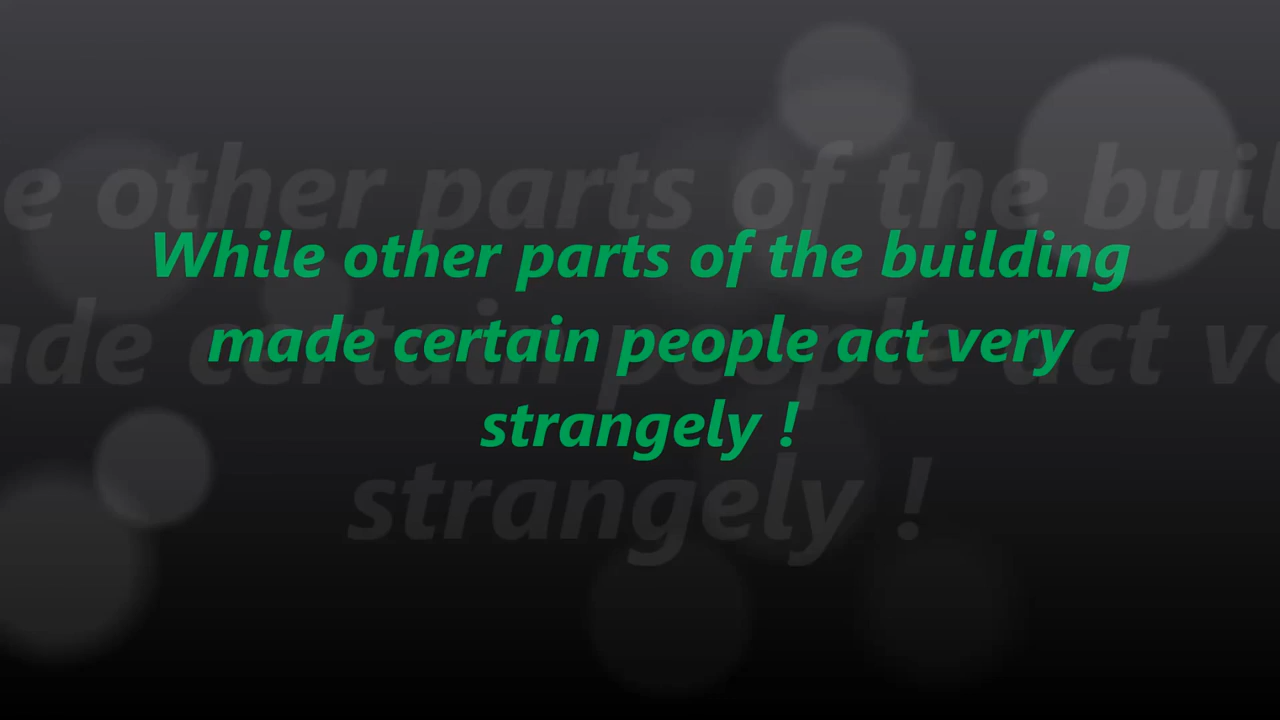 While other parts of the building
made certain people act very
strangely !